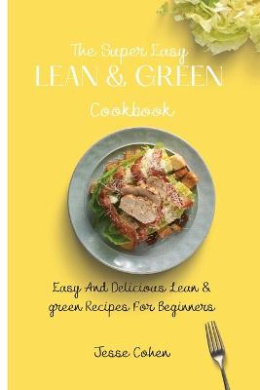 The Super Easy
LEAN & GREEN
Cookbook
Easy And Delicious Lean &
green Recipes For Beginners
Jesse Cohen